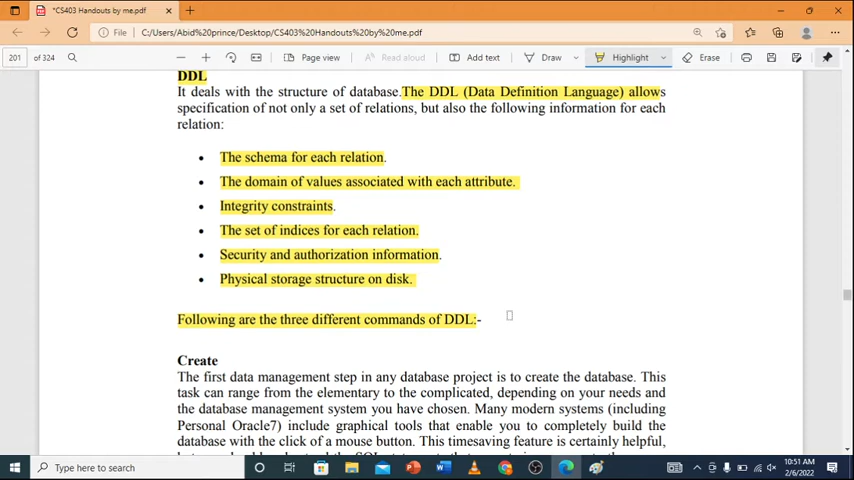 *CS403 Handouts by me.pdf
File
C:/Users/Abid%20prince/Desktop/CS403%20Handouts%20by%20me.pdf
201 of 324
Page view
Read aloud
Add text
Draw
Highlight
Erase
DDL
It deals with the structure of database.The DDL (Data Definition Language) allows
specification of not only a set of relations, but also the following information for each
relation:
• The schema for each relation.
• The domain of values associated with each attribute.
• Integrity constraints.
• The set of indices for each relation.
• Security and authorization information.
• Physical storage structure on disk.
Following are the three different commands of DDL:-
Create
The first data management step in any database project is to create the database. This
task can range from the elementary to the complicated, depending on your needs and
the database management system you have chosen. Many modern systems (including
Personal Oracle7) include graphical tools that enable you to completely build the
database with the click of a mouse button. This timesaving feature is certainly helpful,
Type here to search
10:51 AM
2/6/2022